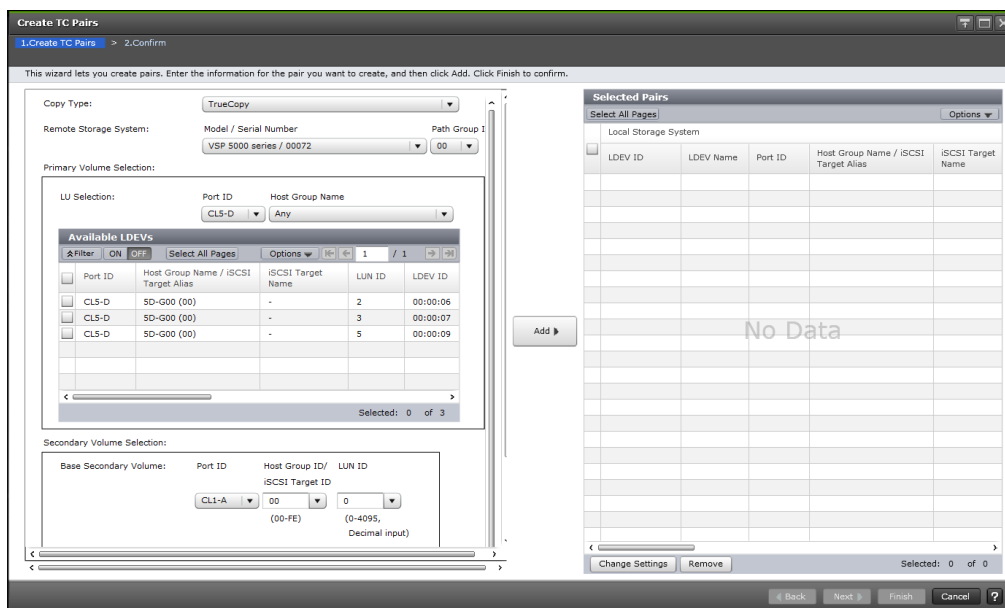 Create TC Pairs
1.Create TC Pairs > 2.Confirm
This wizard lets you create pairs. Enter the information for the pair you want to create, and then click Add. Click Finish to confirm.
Copy Type: TrueCopy
Remote Storage System: Model / Serial Number Path Group I
VSP 5000 series / 00072 00
Primary Volume Selection:
LU Selection: Port ID Host Group Name
CL5-D Any
Available LDEVs
Filter ON OFF Select All Pages Options 1 / 1
Port ID Host Group Name / iSCSI Target Alias iSCSI Target Name LUN ID LDEV ID
CL5-D 5D-G00 (00) - 2 00:00:06
CL5-D 5D-G00 (00) - 3 00:00:07
CL5-D 5D-G00 (00) - 5 00:00:09
Selected: 0 of 3
Secondary Volume Selection:
Base Secondary Volume: Port ID Host Group ID/ LUN ID
iSCSI Target ID
CL1-A 00 0
(00-FE) (0-4095,
Decimal input)
Add
Selected Pairs
Select All Pages Options
Local Storage System
LDEV ID LDEV Name Port ID Host Group Name / iSCSI Target Alias iSCSI Target Name
No Data
Change Settings Remove Selected: 0 of 0
Back Next Finish Cancel ?